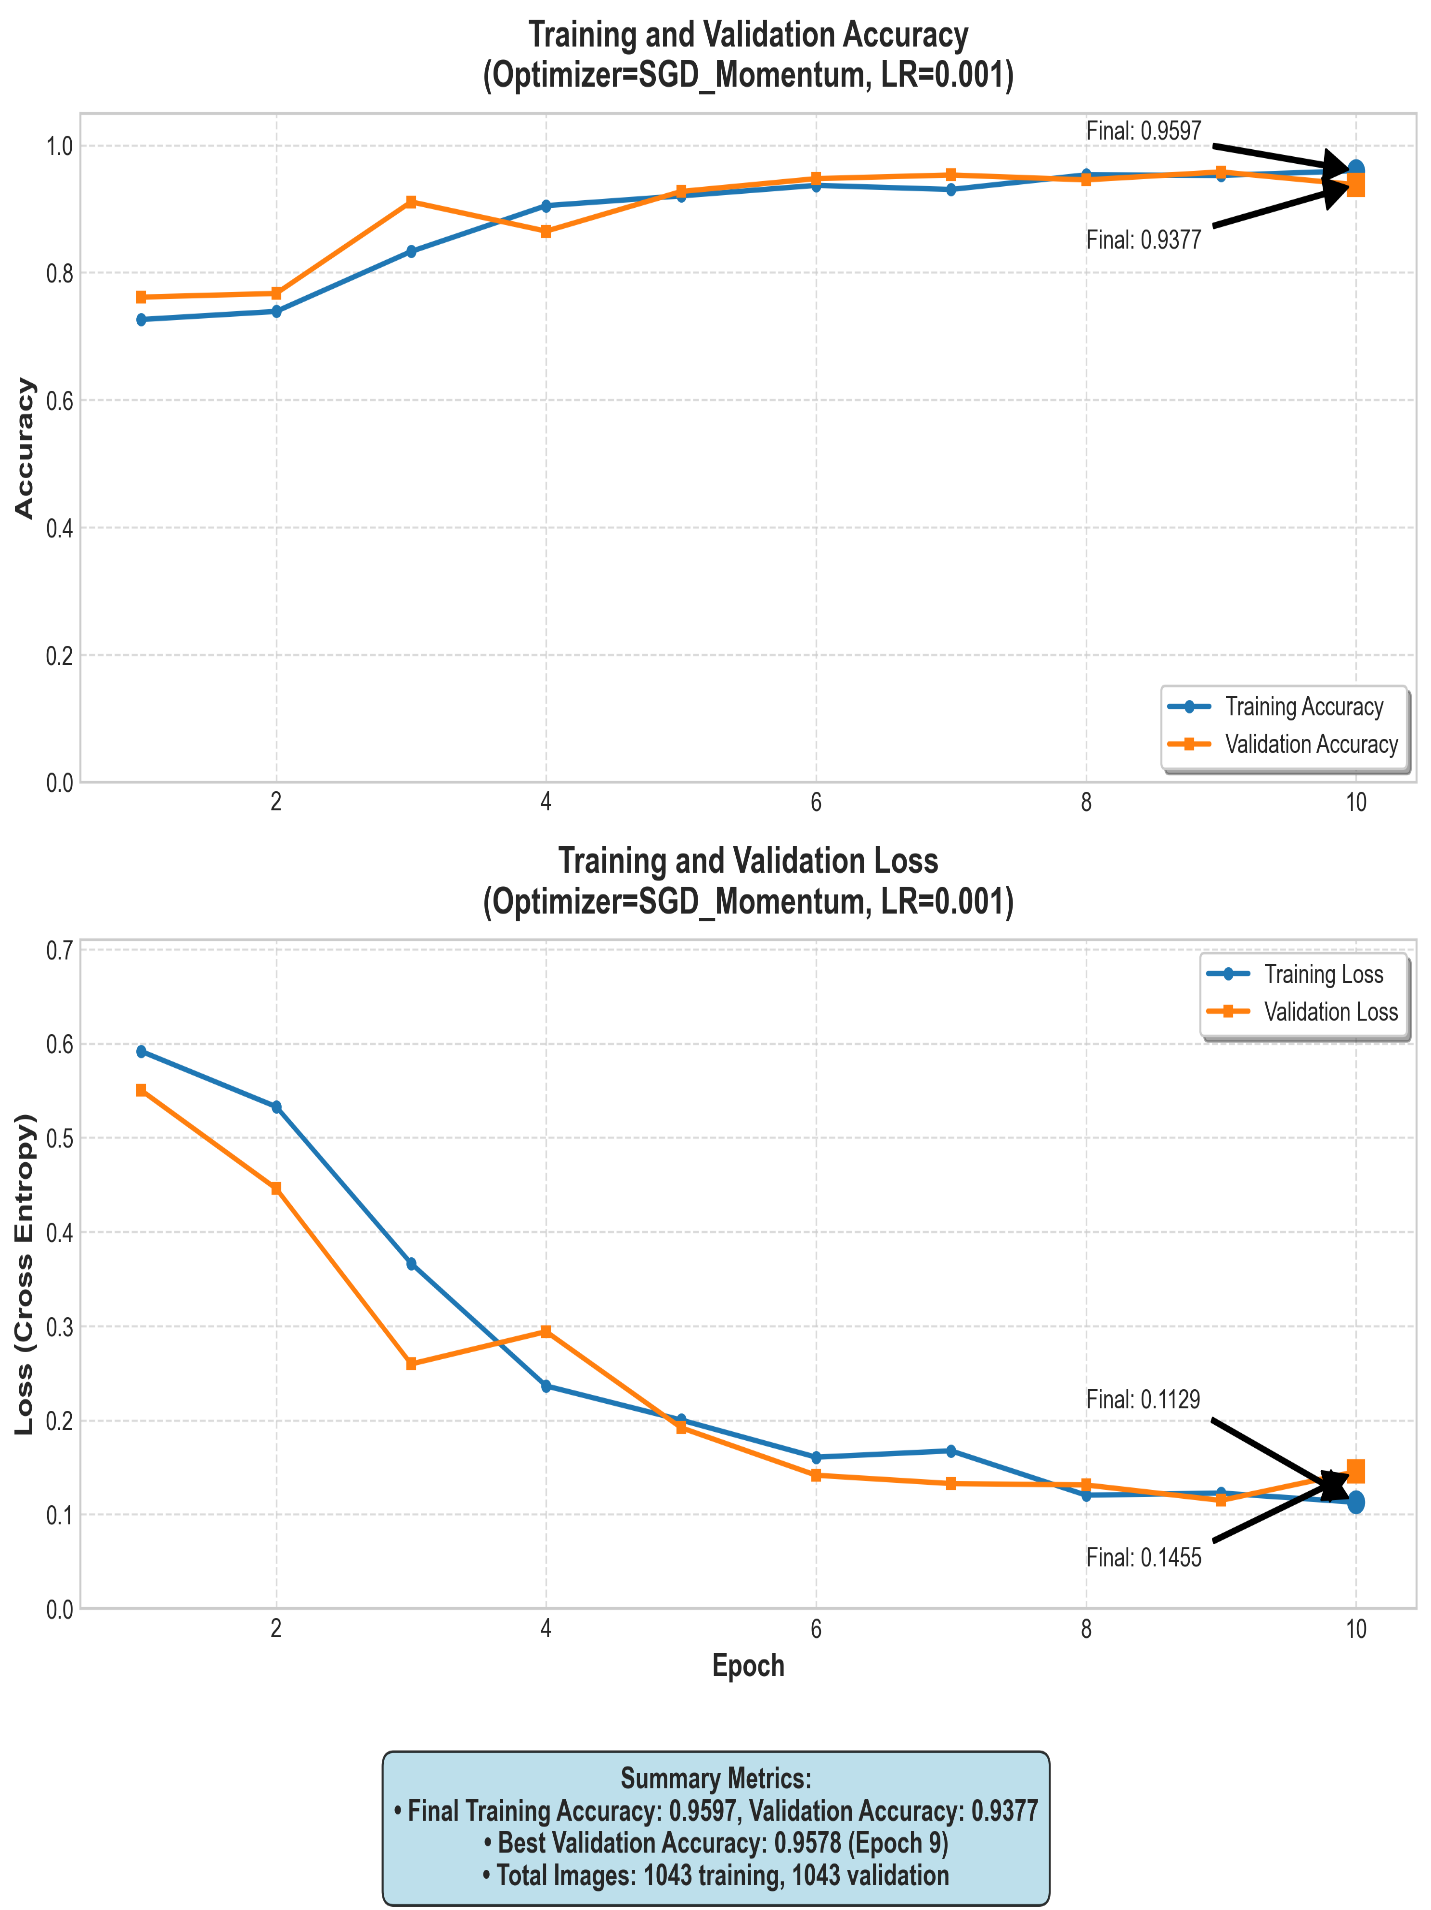 Training and Validation Accuracy
(Optimizer=SGD_Momentum, LR=0.001)
1.0
0.8
0.6
0.4
0.2
0.0
Accuracy
Final: 0.9597
Final: 0.9377
Training Accuracy
Validation Accuracy
2 4 6 8 10
Training and Validation Loss
(Optimizer=SGD_Momentum, LR=0.001)
0.7
0.6
0.5
0.4
0.3
0.2
0.1
0.0
Loss (Cross Entropy)
Training Loss
Validation Loss
Final: 0.1129
Final: 0.1455
2 4 6 8 10
Epoch
Summary Metrics:
• Final Training Accuracy: 0.9597, Validation Accuracy: 0.9377
• Best Validation Accuracy: 0.9578 (Epoch 9)
• Total Images: 1043 training, 1043 validation